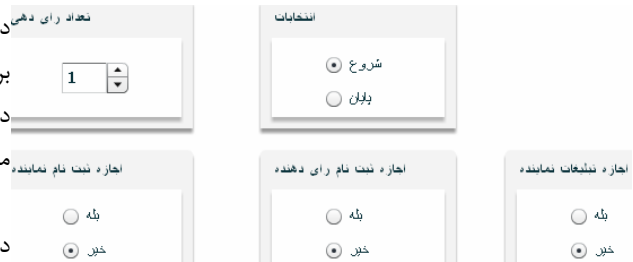 انتخابات
شروع
پایان
تعداد رای دهی
1
اجازه تبلیغات نماینده
بله
خیر
اجازه ثبت نام رای دهنده
بله
خیر
اجازه ثبت نام نماینده
بله
خیر